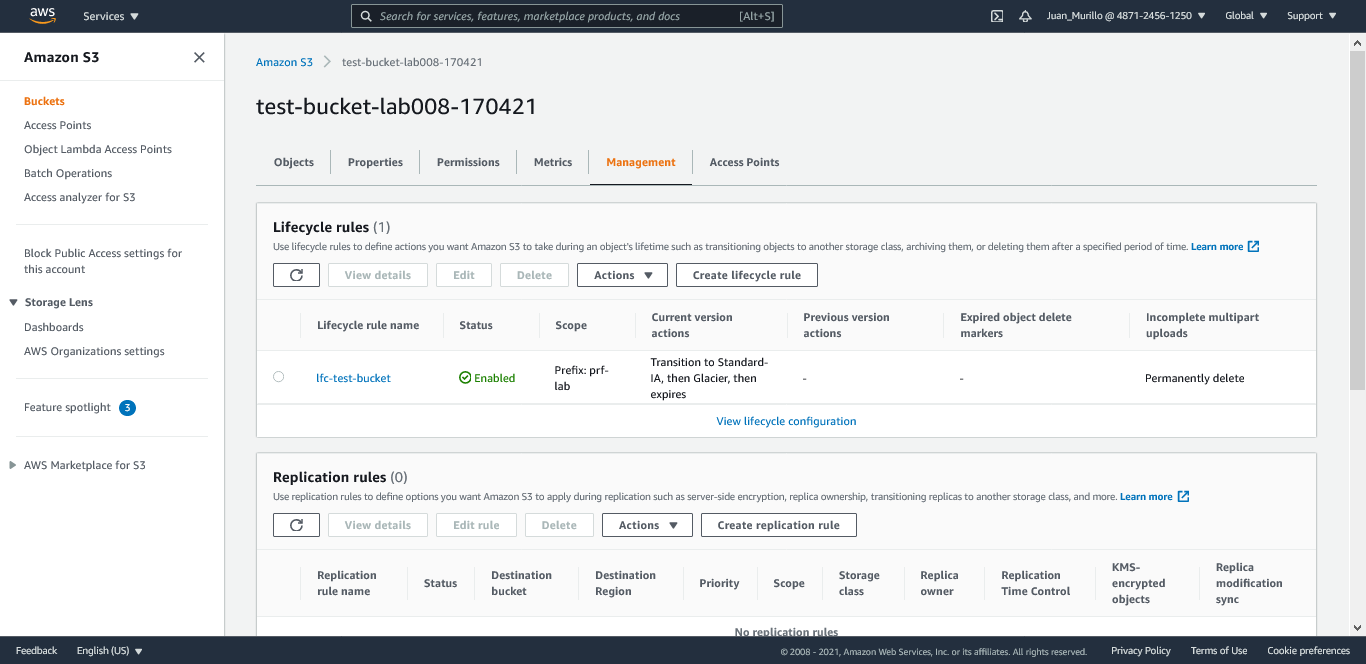 aws
Services
Search for services, features, marketplace products, and docs
[Alt+S]
Juan_Murillo @ 4871-2456-1250
Global
Support
Amazon S3
Buckets
Access Points
Object Lambda Access Points
Batch Operations
Access analyzer for S3
Block Public Access settings for
this account
Storage Lens
Dashboards
AWS Organizations settings
Feature spotlight 3
AWS Marketplace for S3
Amazon S3 test-bucket-lab008-170421
test-bucket-lab008-170421
Objects Properties Permissions Metrics Management Access Points
Lifecycle rules (1)
Use lifecycle rules to define actions you want Amazon S3 to take during an object's lifetime such as transitioning objects to another storage class, archiving them, or deleting them after a specified period of time. Learn more
View details Edit Delete Actions Create lifecycle rule
Lifecycle rule name
Status
Scope
Current version
actions
Previous version
actions
Expired object delete
markers
Incomplete multipart
uploads
lfc-test-bucket
Enabled
Prefix: prf-
lab
Transition to Standard-
IA, then Glacier, then
expires
-
-
Permanently delete
View lifecycle configuration
Replication rules (0)
Use replication rules to define options you want Amazon S3 to apply during replication such as server-side encryption, replica ownership, transitioning replicas to another storage class, and more. Learn more
View details Edit rule Delete Actions Create replication rule
Replication
rule name
Status
Destination
bucket
Destination
Region
Priority
Scope
Storage
class
Replica
owner
Replication
Time Control
KMS-
encrypted
objects
Replica
modification
sync
No replication rules
Feedback English (US)
© 2008 - 2021, Amazon Web Services, Inc. or its affiliates. All rights reserved. Privacy Policy Terms of Use Cookie preferences